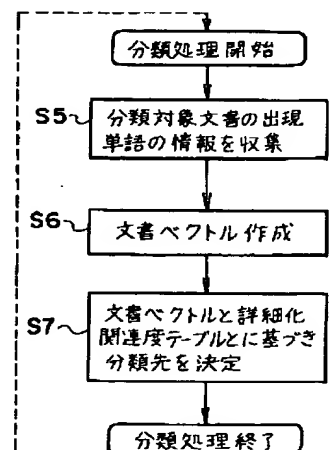 分類処理開始
S5
分類対象文書の出現
単語の情報を収集
S6
文書ベクトル作成
S7
文書ベクトルと詳細化
関連度テーブルとに基づき
分類先を決定
分類処理終了